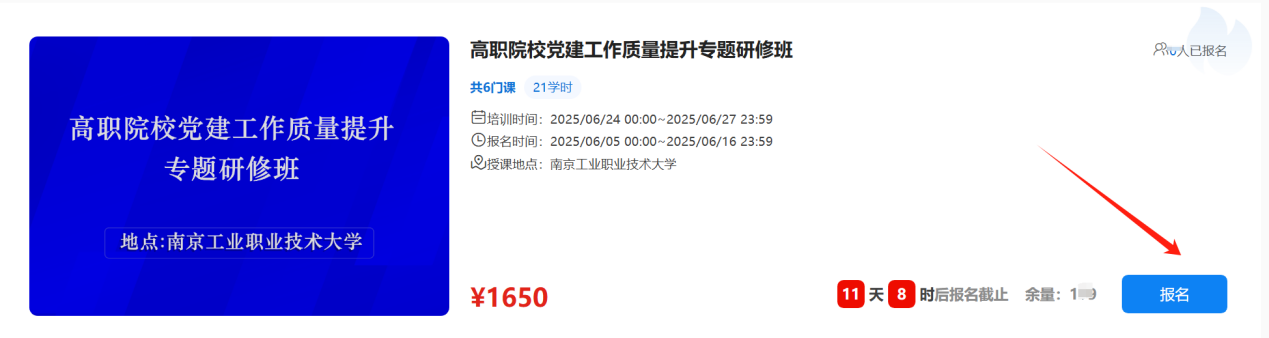 高职院校党建工作质量提升
专题研修班
地点:南京工业职业技术大学
高职院校党建工作质量提升专题研修班
人已报名
共6门课 21学时
培训时间：2025/06/24 00:00~2025/06/27 23:59
报名时间：2025/06/05 00:00~2025/06/16 23:59
授课地点：南京工业职业技术大学
¥1650
11 天 8 时后报名截止 余量：
报名